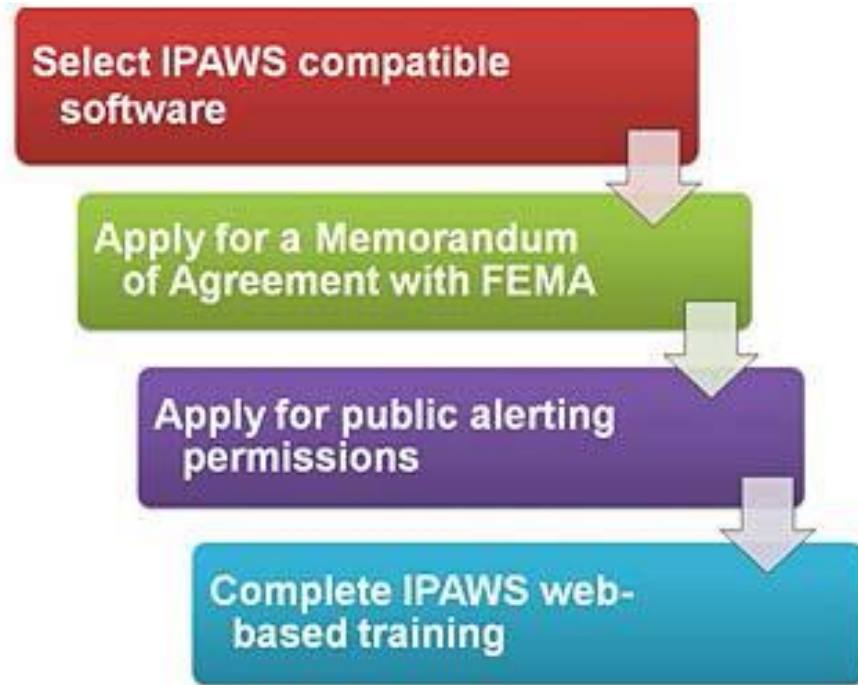 Select IPAWS compatible
software
Apply for a Memorandum
of Agreement with FEMA
Apply for public alerting
permissions
Complete IPAWS web-
based training